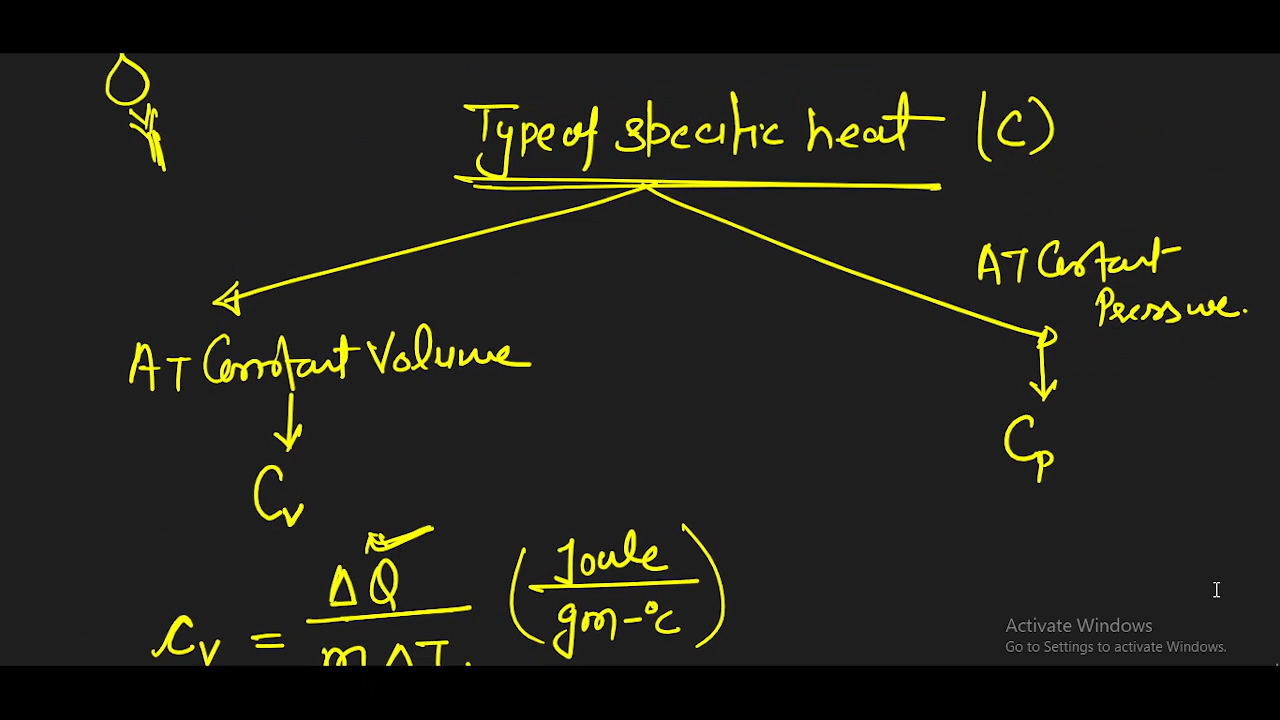 Type of specific heat (C)
AT Constant
Pressure.
AT Constant Volume
Cp
Cv
ΔQ (Joule
gm-°c)
Cv = mΔT
Activate Windows
Go to Settings to activate Windows.